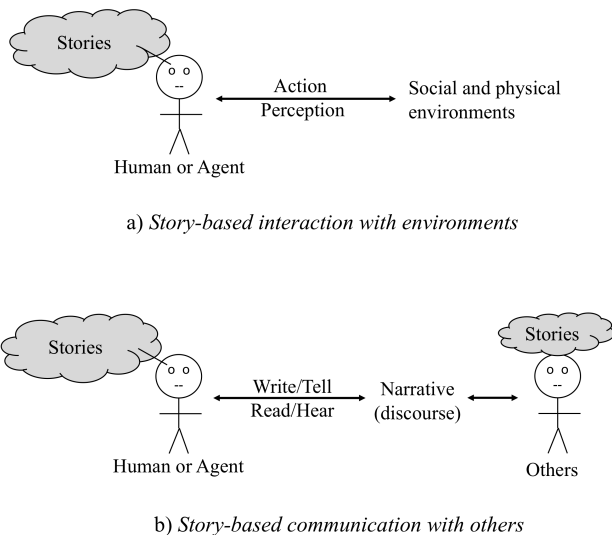 Stories
Action
Perception
Social and physical
environments
Human or Agent
a) Story-based interaction with environments
Stories
Stories
Write/Tell
Read/Hear
Narrative
(discourse)
Human or Agent
Others
b) Story-based communication with others